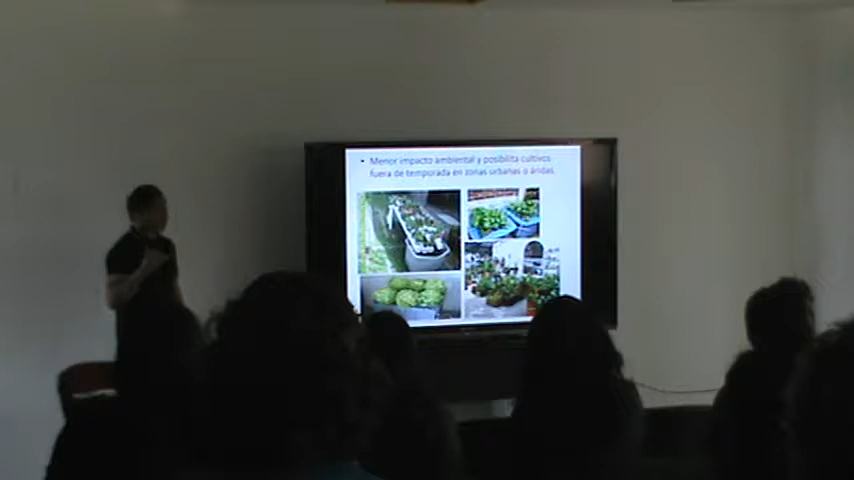 • Menor impacto ambiental y posibilita cultivos
fuera de temporada en zonas urbanas o áridas.